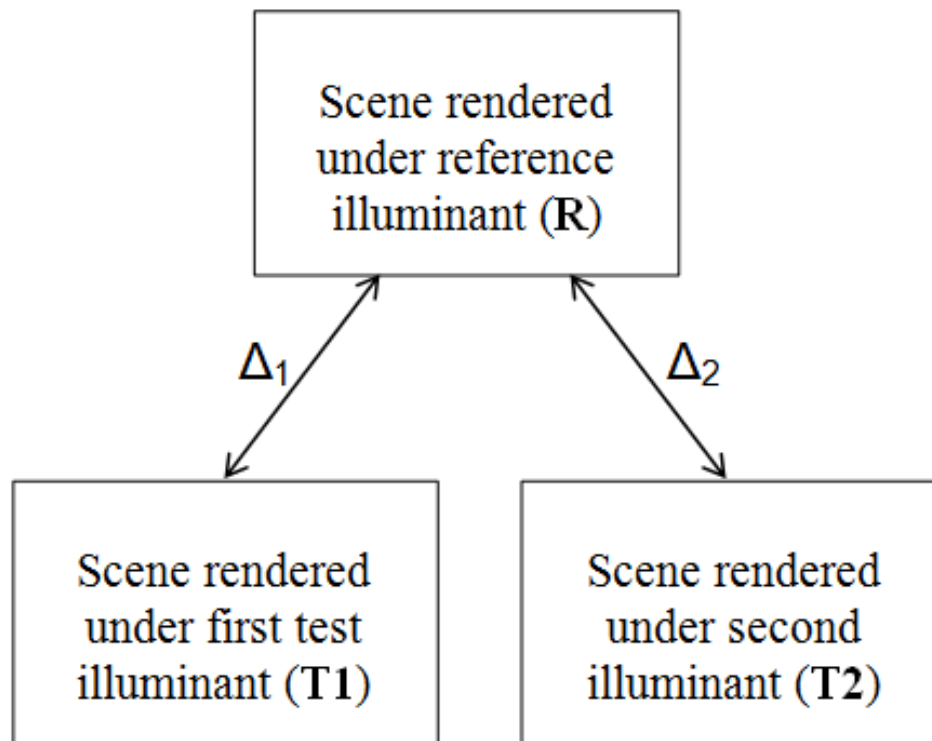 Scene rendered
under reference
illuminant (R)
Δ₁
Δ₂
Scene rendered
under first test
illuminant (T1)
Scene rendered
under second
illuminant (T2)